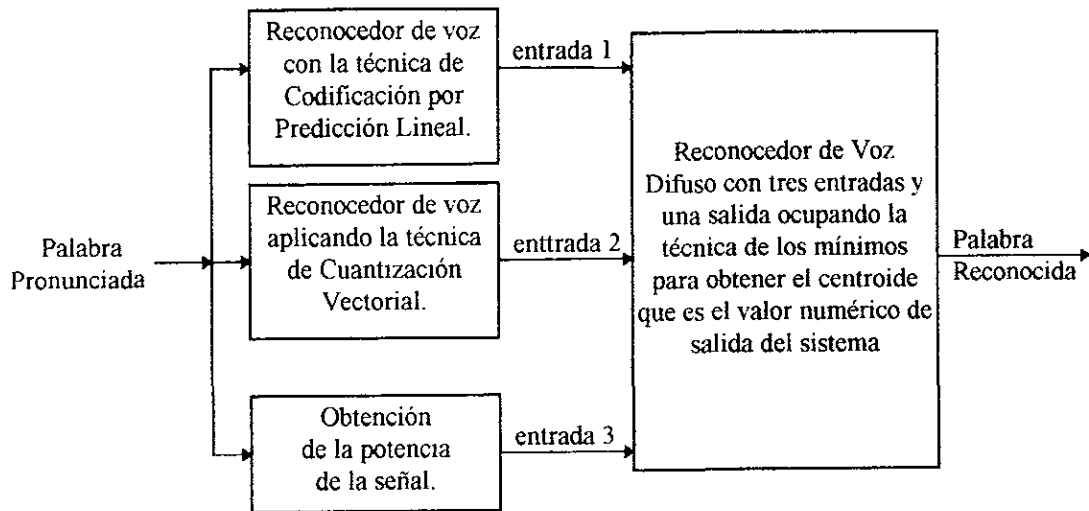 Reconocedor de voz
con la técnica de
Codificación por
Predicción Lineal.
entrada 1
Reconocedor de voz
aplicando la técnica
de Cuantización
Vectorial.
enttrada 2
Palabra
Pronunciada
Obtención
de la potencia
de la señal.
entrada 3
Reconocedor de Voz
Difuso con tres entradas y
una salida ocupando la
técnica de los mínimos
para obtener el centroide
que es el valor numérico de
salida del sistema
Palabra
Reconocida